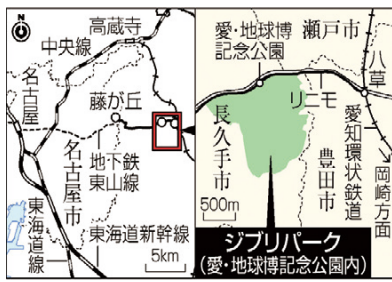 N
高蔵寺
中央線
名古屋
藤が丘
地下鉄
東山線
名古屋市
東海道線
東海道新幹線
5km
愛・地球博
記念公園
瀬戸市
八草
リニモ
長久手市
豊田市
愛知環状鉄道
岡崎方面
500m
ジブリパーク
(愛・地球博記念公園内)